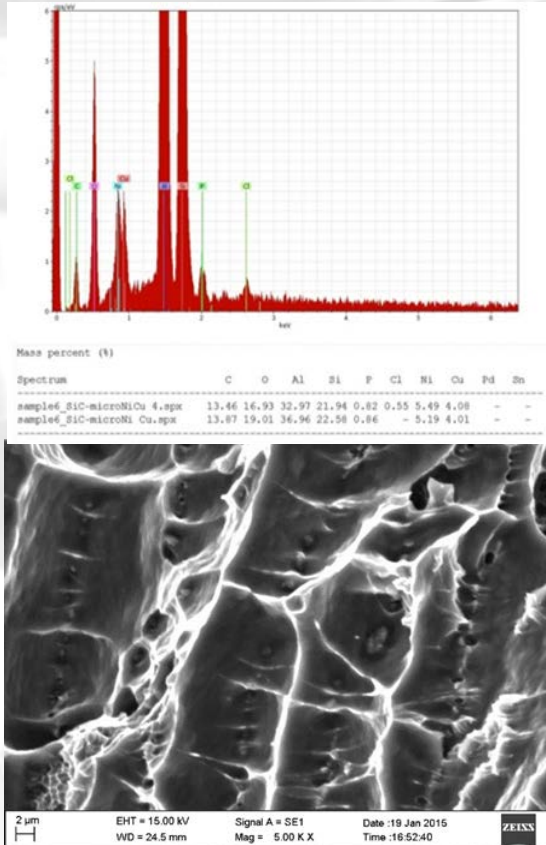 cps/eV
6
5
4
3
2
1
0
Cl C O Ni Cu Al Si P Cl
0 1 2 3 4 5 6
keV
Mass percent (%)
Spectrum C O Al Si P Cl Ni Cu Pd Sn
sample6_SiC-microNiCu 4.spx 13.46 16.93 32.97 21.94 0.82 0.55 5.49 4.08 - -
sample6_SiC-microNi Cu.spx 13.87 19.01 36.96 22.58 0.86 - 5.19 4.01 - -
2 µm EHT = 15.00 kV Signal A = SE1 Date :19 Jan 2015 ZEISS
WD = 24.5 mm Mag = 5.00 K X Time :16:52:40